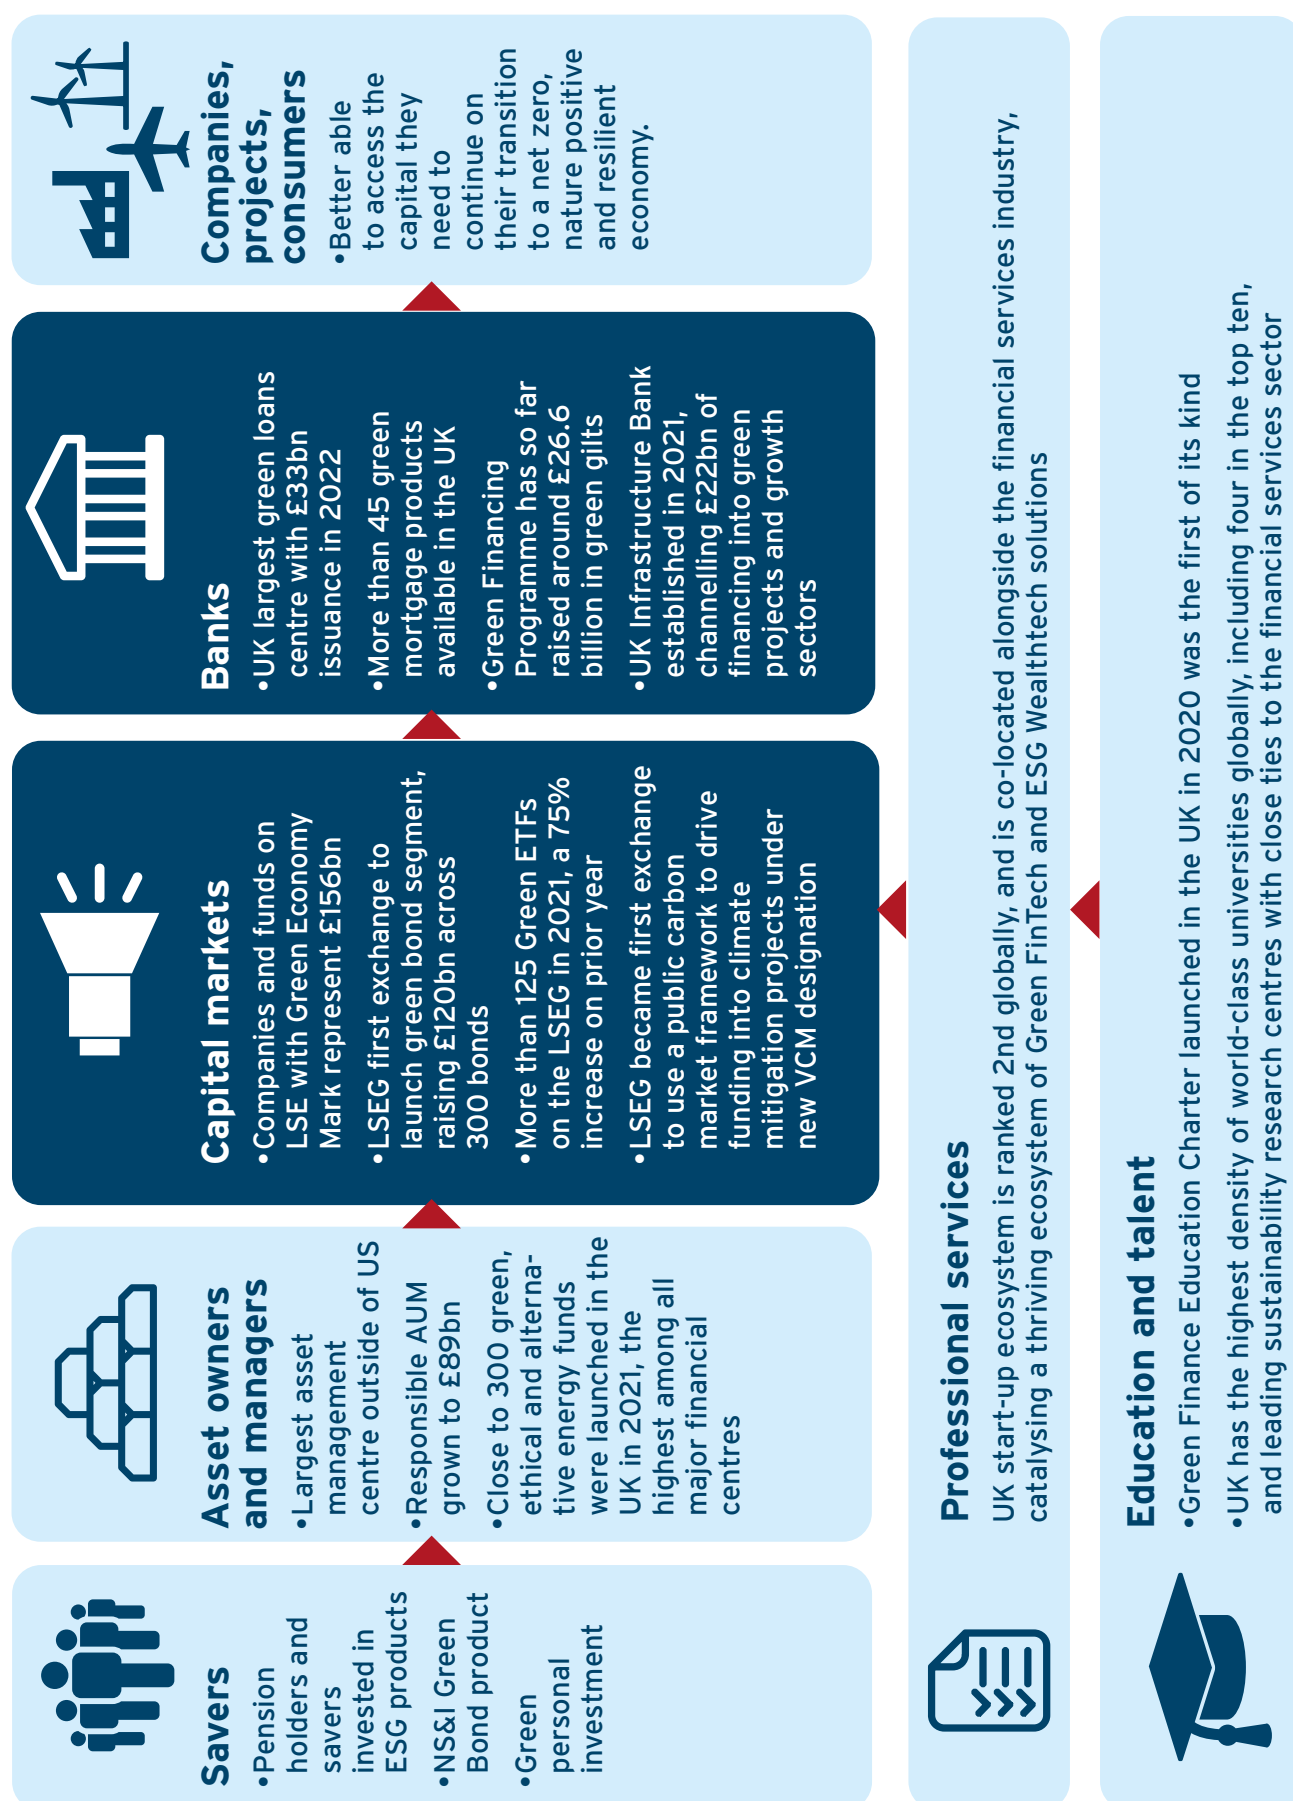 Savers
•Pension
holders and
savers
invested in
ESG products
•NS&I Green
Bond product
•Green
personal
investment
Asset owners
and managers
•Largest asset
management
centre outside of US
•Responsible AUM
grown to £89bn
•Close to 300 green,
ethical and alterna-
tive energy funds
were launched in the
UK in 2021, the
highest among all
major financial
centres
Capital markets
•Companies and funds on
LSE with Green Economy
Mark represent £156bn
•LSEG first exchange to
launch green bond segment,
raising £120bn across
300 bonds
•More than 125 Green ETFs
on the LSEG in 2021, a 75%
increase on prior year
•LSEG became first exchange
to use a public carbon
market framework to drive
funding into climate
mitigation projects under
new VCM designation
Banks
•UK largest green loans
centre with £33bn
issuance in 2022
•More than 45 green
mortgage products
available in the UK
•Green Financing
Programme has so far
raised around £26.6
billion in green gilts
•UK Infrastructure Bank
established in 2021,
channelling £22bn of
financing into green
projects and growth
sectors
Companies,
projects,
consumers
•Better able
to access the
capital they
need to
continue on
their transition
to a net zero,
nature positive
and resilient
economy.
Professional services
UK start-up ecosystem is ranked 2nd globally, and is co-located alongside the financial services industry,
catalysing a thriving ecosystem of Green FinTech and ESG Wealthtech solutions
Education and talent
•Green Finance Education Charter launched in the UK in 2020 was the first of its kind
•UK has the highest density of world-class universities globally, including four in the top ten,
and leading sustainability research centres with close ties to the financial services sector